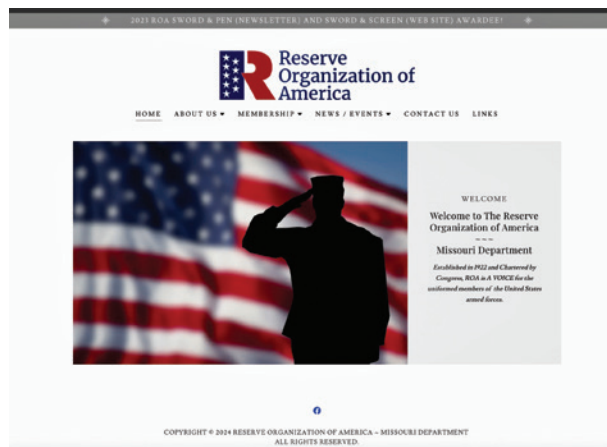 2023 ROA SWORD & PEN (NEWSLETTER) AND SWORD & SCREEN (WEB SITE) AWARDEE!
Reserve
Organization of
America
HOME ABOUT US MEMBERSHIP NEWS / EVENTS CONTACT US LINKS
WELCOME
Welcome to The Reserve
Organization of America
~~~
Missouri Department
Established in 1922 and Chartered by
Congress, ROA is A VOICE for the
uniformed members of the United States
armed forces.
COPYRIGHT © 2024 RESERVE ORGANIZATION OF AMERICA – MISSOURI DEPARTMENT
ALL RIGHTS RESERVED.